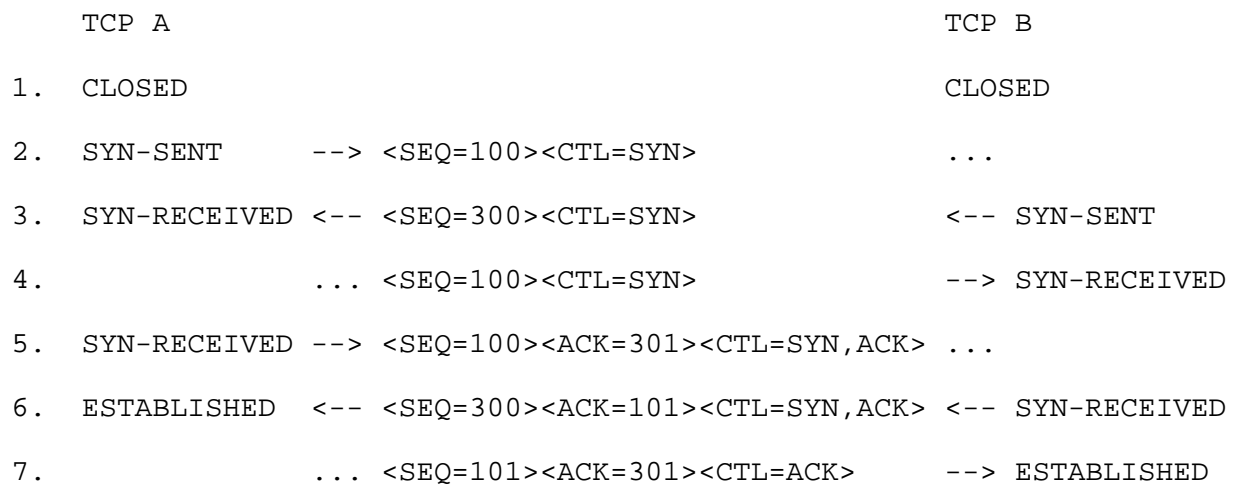 TCP A TCP B
1. CLOSED CLOSED
2. SYN-SENT --> <SEQ=100><CTL=SYN> ...
3. SYN-RECEIVED <-- <SEQ=300><CTL=SYN> <-- SYN-SENT
4. ... <SEQ=100><CTL=SYN> --> SYN-RECEIVED
5. SYN-RECEIVED --> <SEQ=100><ACK=301><CTL=SYN,ACK> ...
6. ESTABLISHED <-- <SEQ=300><ACK=101><CTL=SYN,ACK> <-- SYN-RECEIVED
7. ... <SEQ=101><ACK=301><CTL=ACK> --> ESTABLISHED